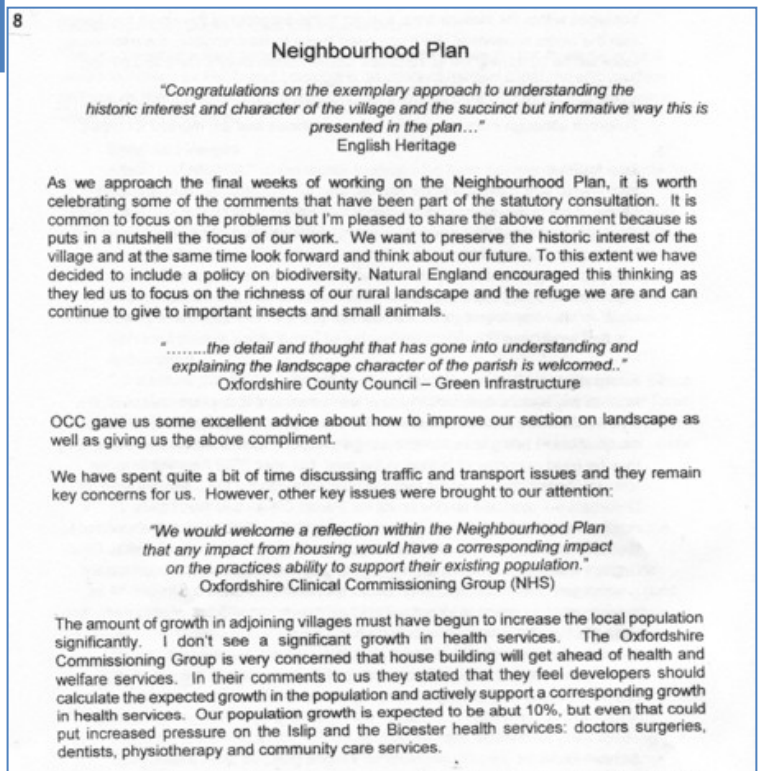 8
Neighbourhood Plan
"Congratulations on the exemplary approach to understanding the
historic interest and character of the village and the succinct but informative way this is
presented in the plan…"
English Heritage
As we approach the final weeks of working on the Neighbourhood Plan, it is worth
celebrating some of the comments that have been part of the statutory consultation. It is
common to focus on the problems but I'm pleased to share the above comment because is
puts in a nutshell the focus of our work. We want to preserve the historic interest of the
village and at the same time look forward and think about our future. To this extent we have
decided to include a policy on biodiversity. Natural England encouraged this thinking as
they led us to focus on the richness of our rural landscape and the refuge we are and can
continue to give to important insects and small animals.
"………the detail and thought that has gone into understanding and
explaining the landscape character of the parish is welcomed.."
Oxfordshire County Council – Green Infrastructure
OCC gave us some excellent advice about how to improve our section on landscape as
well as giving us the above compliment.
We have spent quite a bit of time discussing traffic and transport issues and they remain
key concerns for us. However, other key issues were brought to our attention:
"We would welcome a reflection within the Neighbourhood Plan
that any impact from housing would have a corresponding impact
on the practices ability to support their existing population."
Oxfordshire Clinical Commissioning Group (NHS)
The amount of growth in adjoining villages must have begun to increase the local population
significantly. I don't see a significant growth in health services. The Oxfordshire
Commissioning Group is very concerned that house building will get ahead of health and
welfare services. In their comments to us they stated that they feel developers should
calculate the expected growth in the population and actively support a corresponding growth
in health services. Our population growth is expected to be abut 10%, but even that could
put increased pressure on the Islip and the Bicester health services: doctors surgeries,
dentists, physiotherapy and community care services.